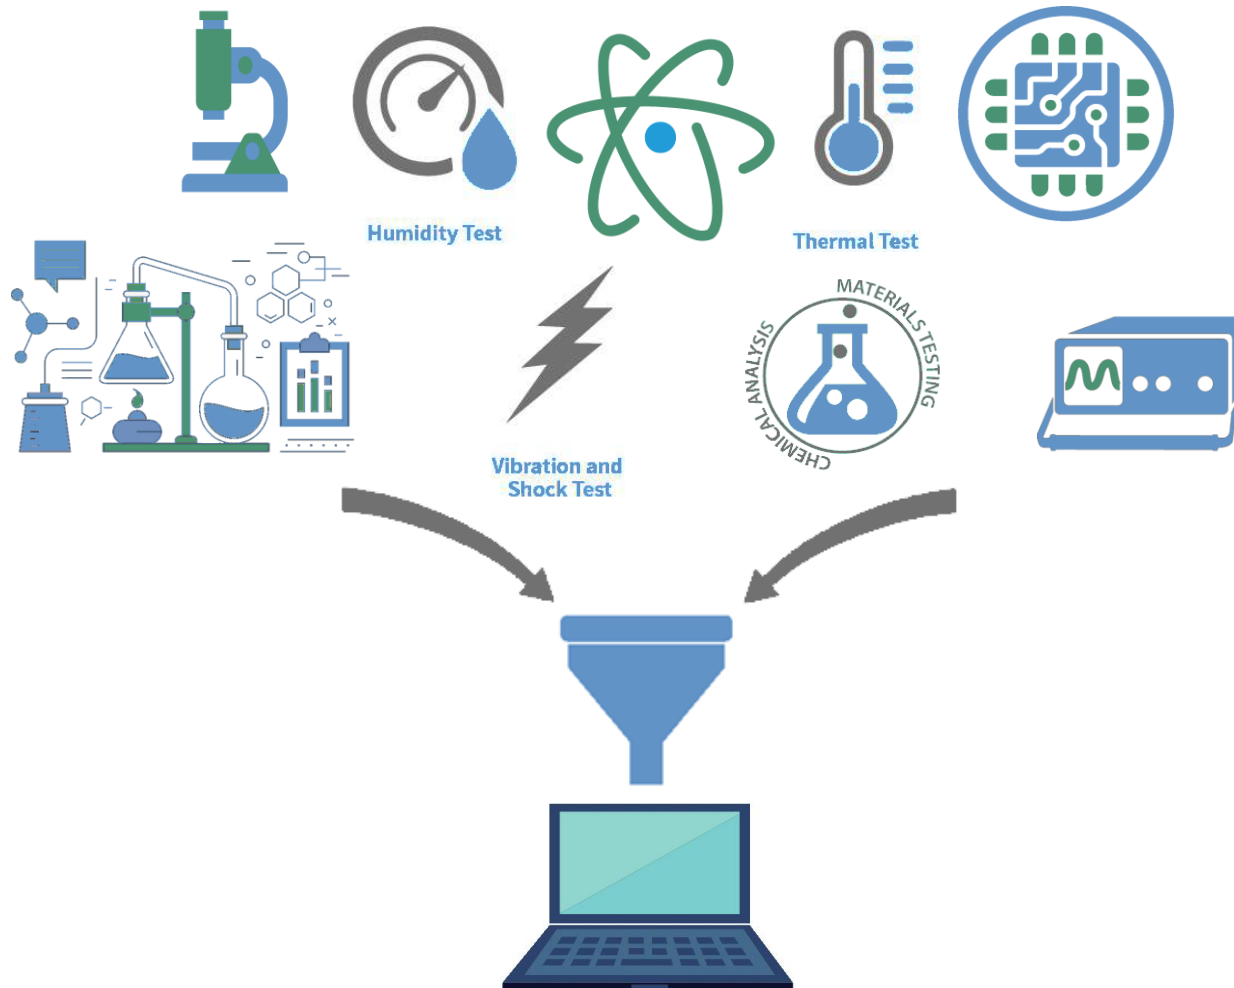 Humidity Test
Thermal Test
MATERIALS TESTING
CHEMICAL ANALYSIS
Vibration and
Shock Test